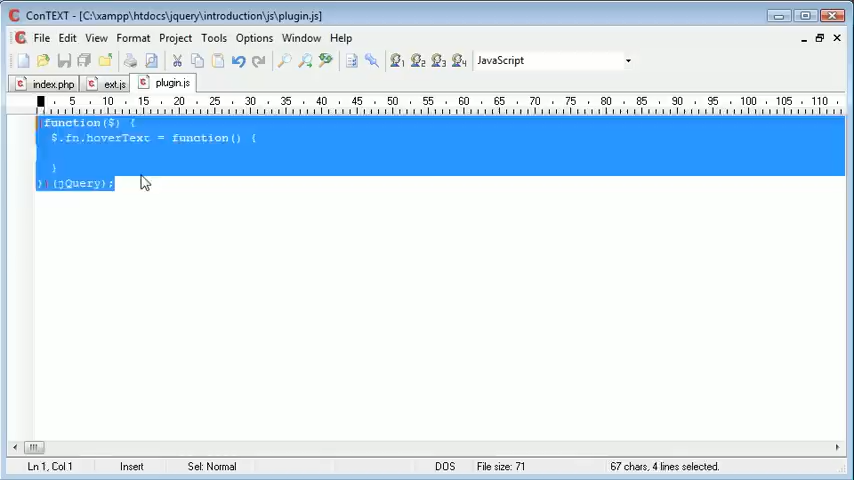 ConTEXT - [C:\xampp\htdocs\jquery\introduction\js\plugin.js]
File Edit View Format Project Tools Options Window Help
JavaScript
index.php ext.js plugin.js
5 10 15 20 25 30 35 40 45 50 55 60 65 70 75 80 85 90 95 100 105 110
(function($) {
$.fn.hoverText = function() {
}
})(jQuery);
Ln 1, Col 1 Insert Sel: Normal DOS File size: 71 67 chars, 4 lines selected.